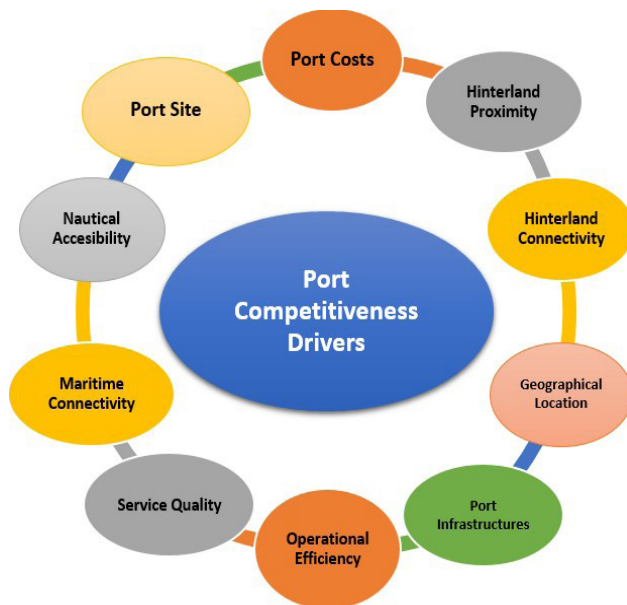 Port Costs
Hinterland
Proximity
Hinterland
Connectivity
Geographical
Location
Port
Infrastructures
Operational
Efficiency
Service Quality
Maritime
Connectivity
Nautical
Accesibility
Port Site
Port
Competitiveness
Drivers